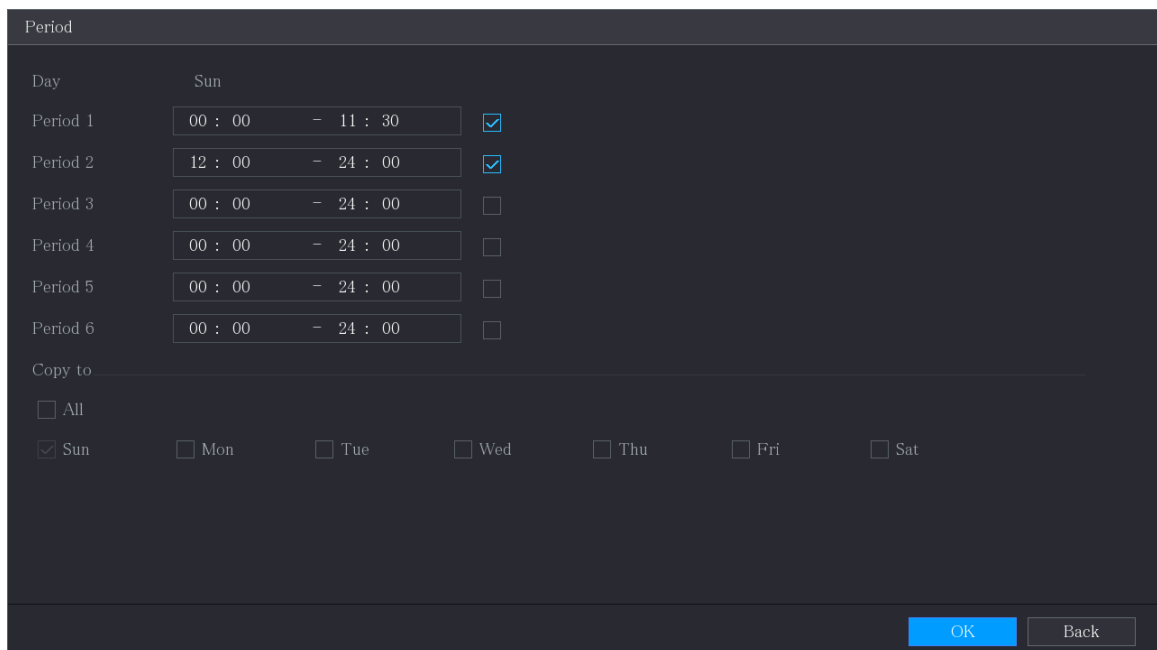 Period
Day Sun
Period 1 00 : 00 - 11 : 30
Period 2 12 : 00 - 24 : 00
Period 3 00 : 00 - 24 : 00
Period 4 00 : 00 - 24 : 00
Period 5 00 : 00 - 24 : 00
Period 6 00 : 00 - 24 : 00
Copy to
All
Sun Mon Tue Wed Thu Fri Sat
OK Back